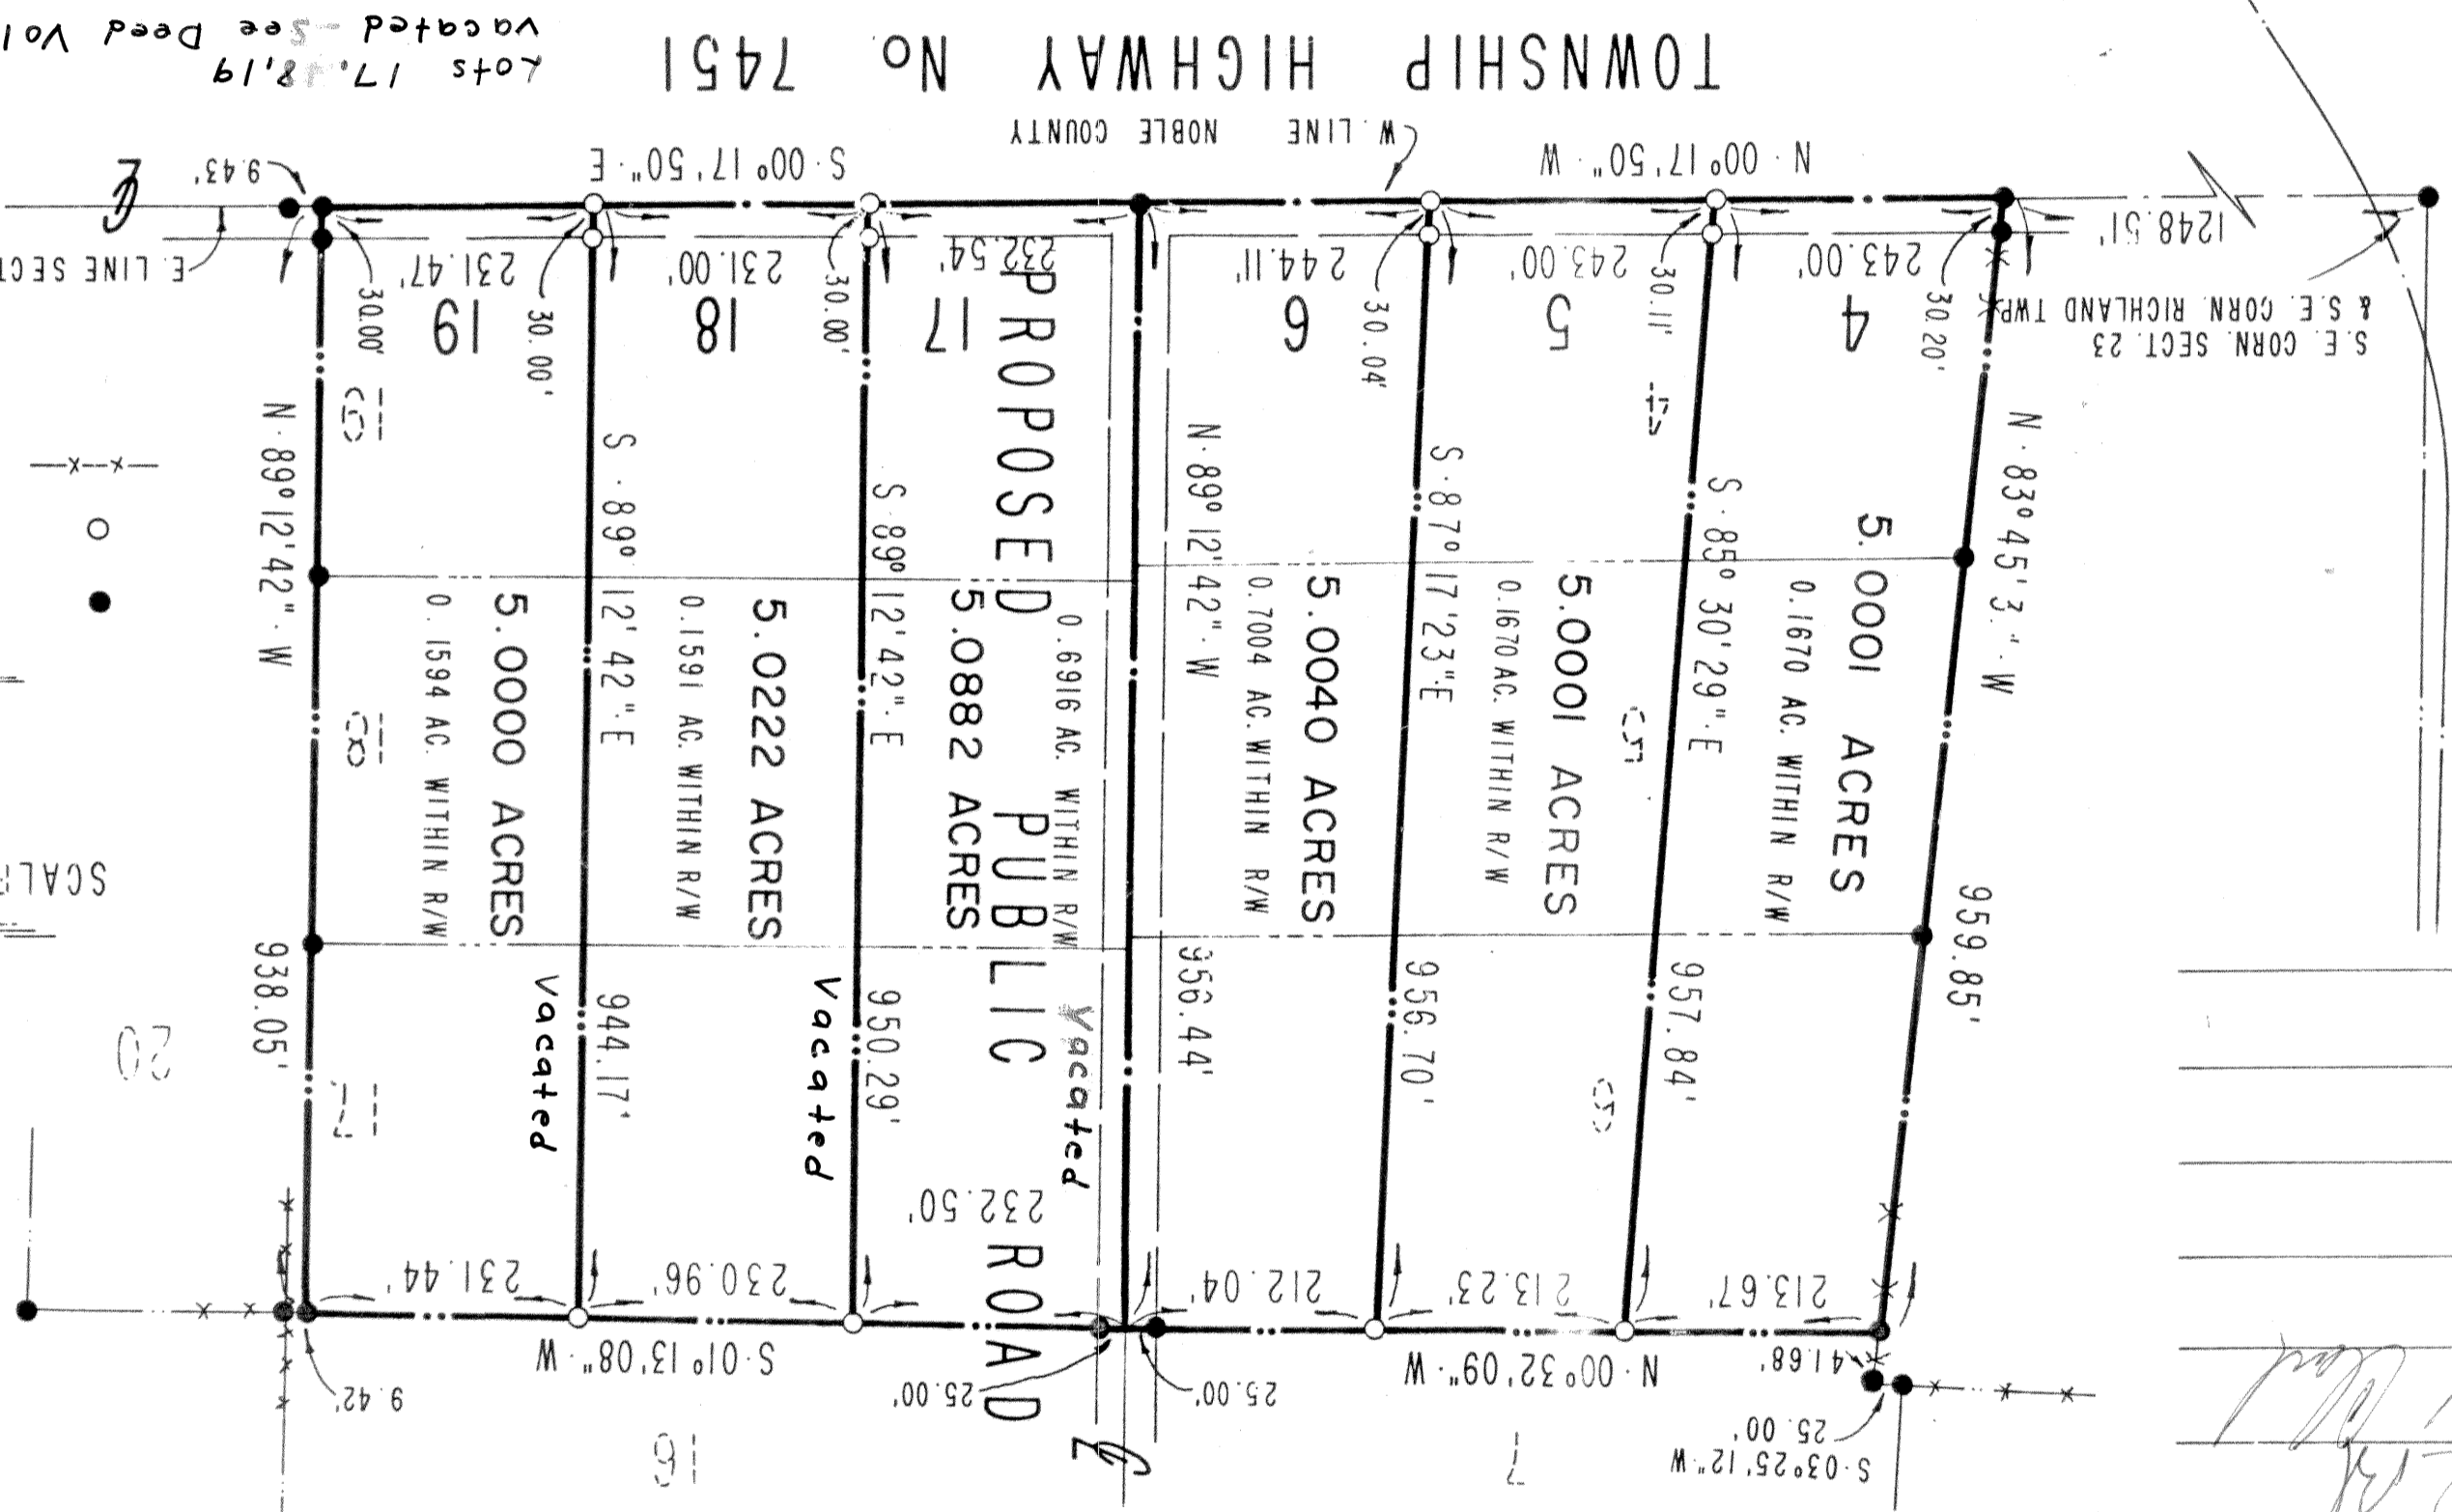 Lots 17, 18, 19
vacated - see Deed Vol
TOWNSHIP HIGHWAY No. 7451
W. LINE NOBLE COUNTY
N·00°17'50"·W
S·00°17'50"·E
9.43'
E. LINE SECT
1248.51'
S.E. CORN. SECT. 23
& S.E. CORN. RICHLAND TWP.
243.00'
243.00'
244.11'
232.54'
231.00'
231.47'
30.20'
30.11'
30.04'
30.00'
30.00'
30.00'
4
5
6
17
18
19
PROPOSED PUBLIC ROAD
N·83°45'3 "·W
959.85'
5.0001 ACRES
0.1670 AC. WITHIN R/W
S·85°30'29"·E
957.84'
5.0001 ACRES
0.1670 AC. WITHIN R/W
S·87°17'23"·E
956.70'
5.0040 ACRES
0.7004 AC. WITHIN R/W
N·89°12'42"·W
956.44'
0.6916 AC. WITHIN R/W
5.0882 ACRES
Vacated
S·89°12'42"·E
950.29'
5.0222 ACRES
0.1591 AC. WITHIN R/W
Vacated
S·89°12'42"·E
944.17'
5.0000 ACRES
0.1594 AC. WITHIN R/W
Vacated
N·89°12'42"·W
938.05'
SCALE
20
232.50'
213.67'
213.23'
212.04'
230.96'
231.44'
41.68'
N·00°32'09"·W
S·01°13'08"·W
25.00'
25.00'
9.42'
25.00'
S·03°25'12"·W
7
16